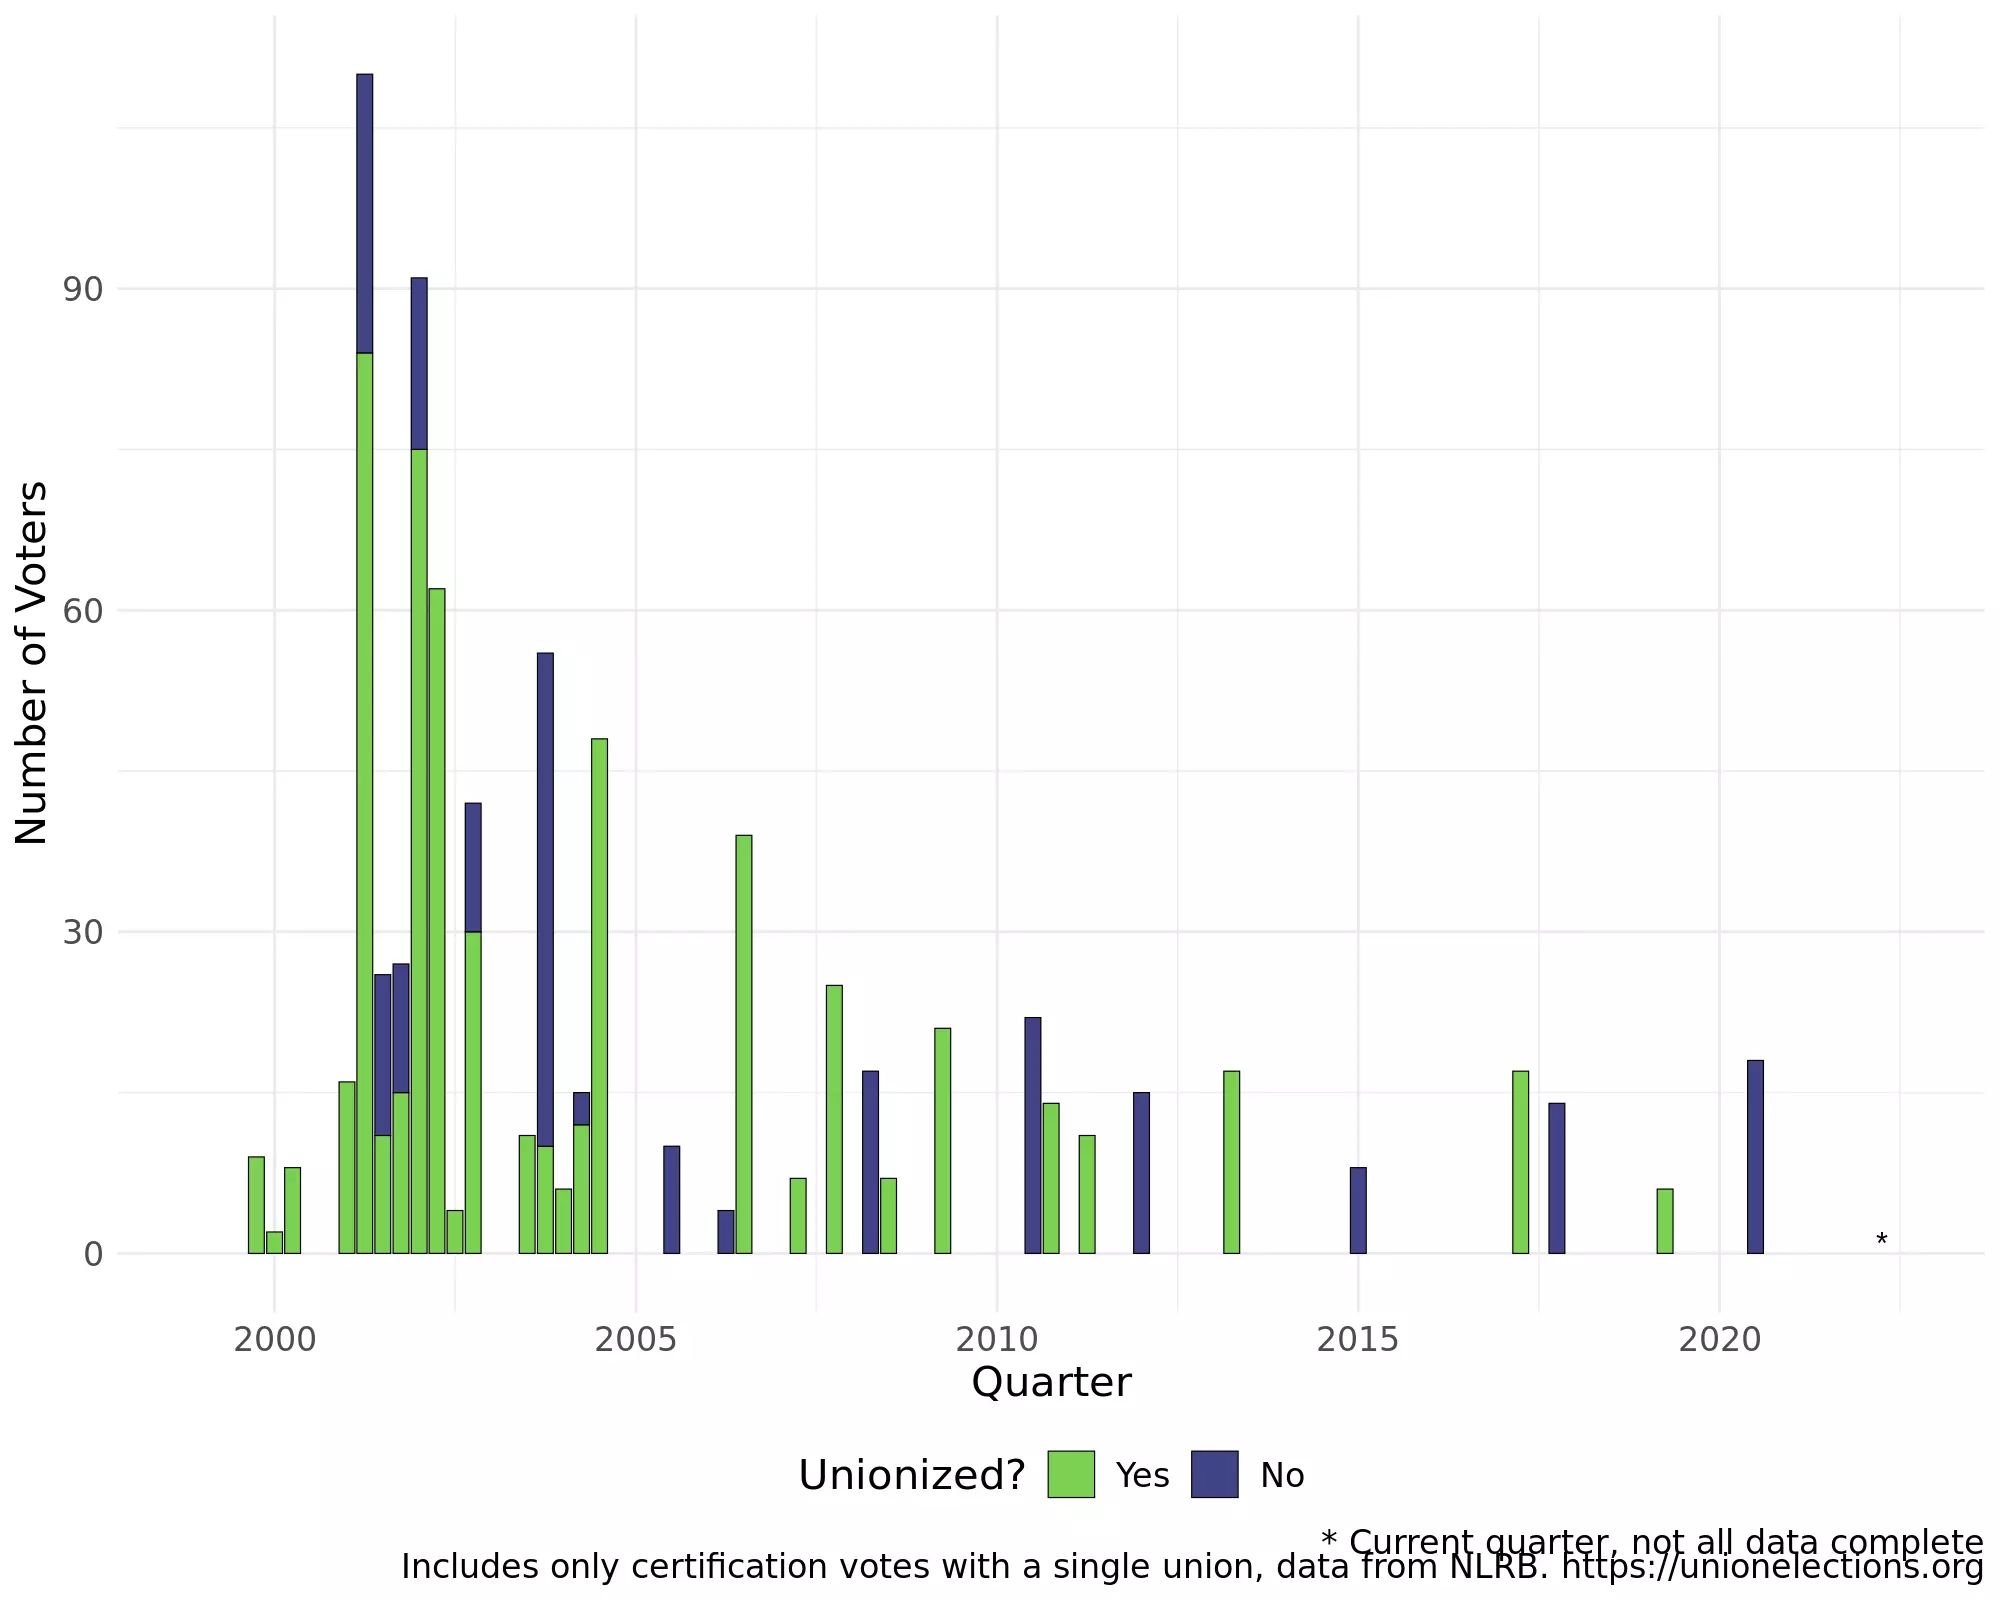 Number of Voters
90
60
30
0
*
2000 2005 2010 2015 2020
Quarter
Unionized? Yes No
* Current quarter, not all data complete
Includes only certification votes with a single union, data from NLRB. https://unionelections.org